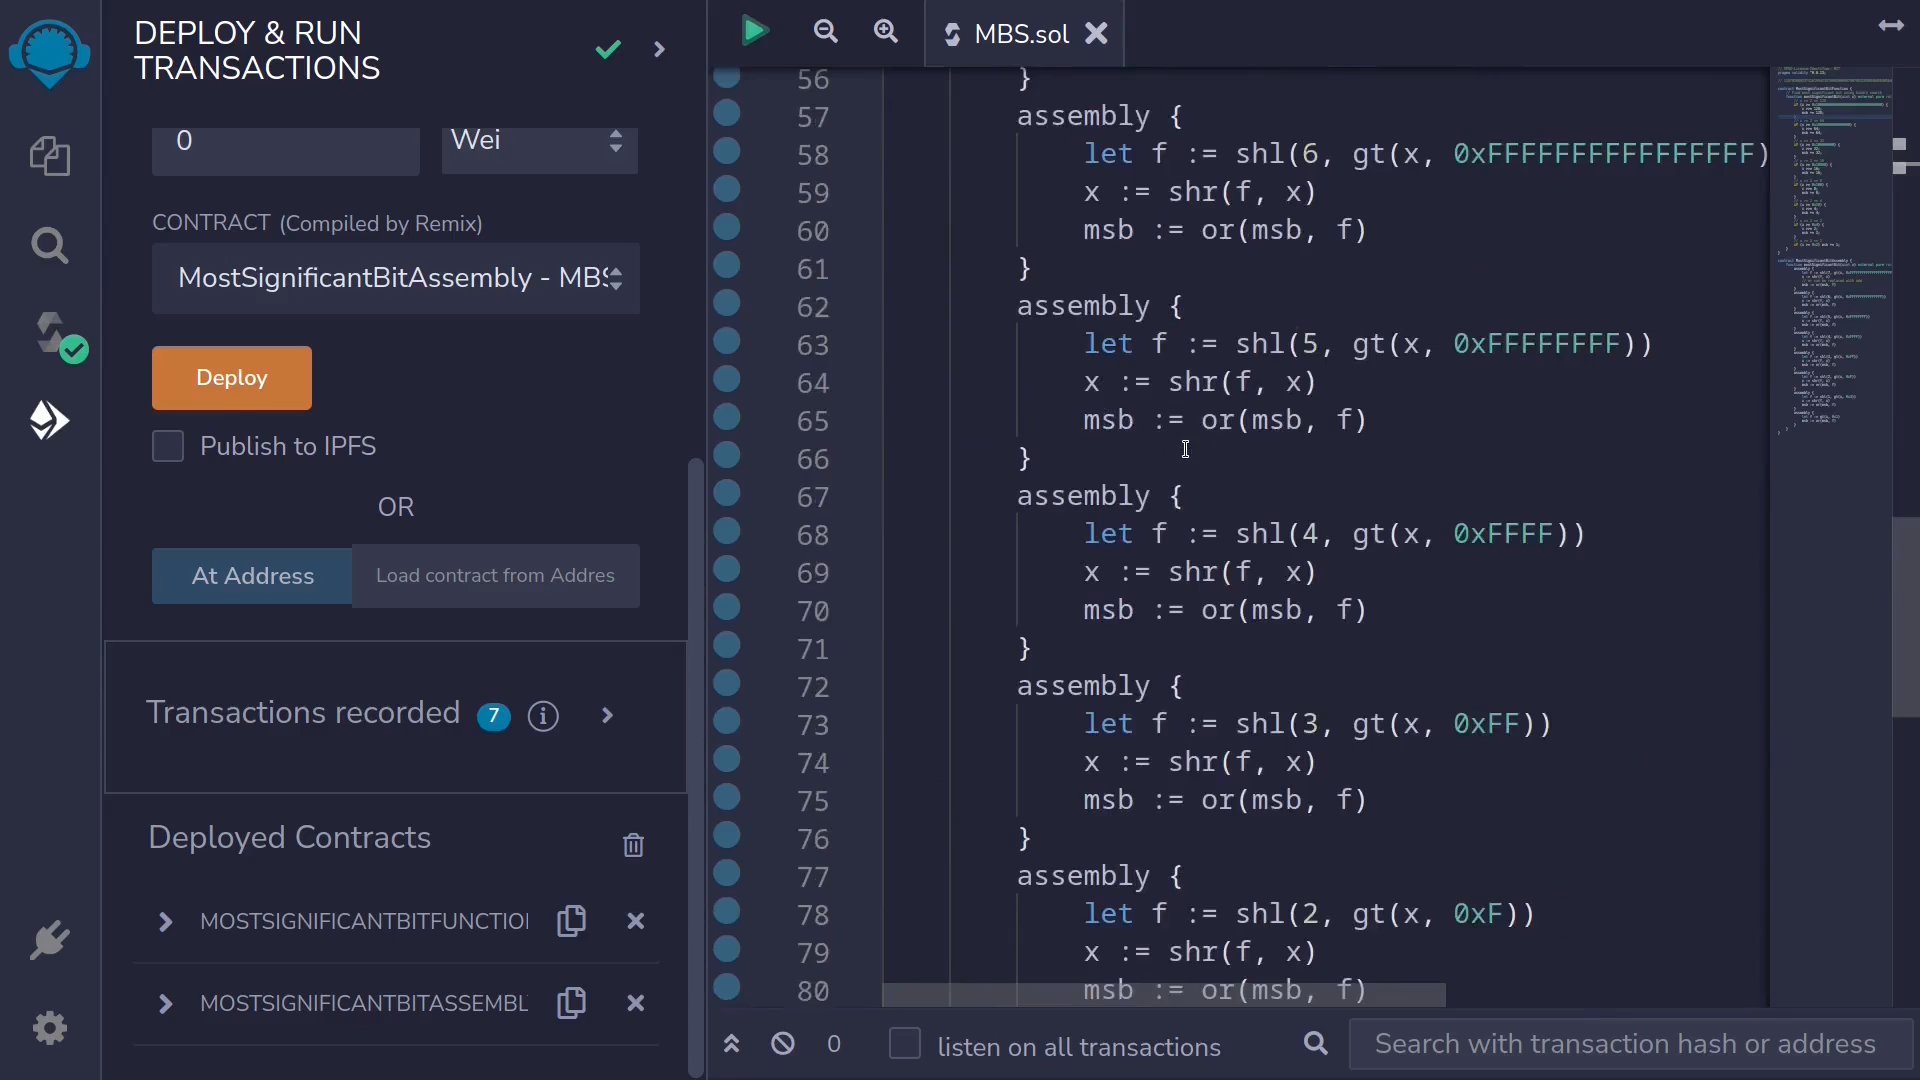 DEPLOY & RUN
TRANSACTIONS
0
Wei
CONTRACT (Compiled by Remix)
MostSignificantBitAssembly - MBS
Deploy
Publish to IPFS
OR
At Address
Load contract from Addres
Transactions recorded 7 i
Deployed Contracts
MOSTSIGNIFICANTBITFUNCTIO
MOSTSIGNIFICANTBITASSEMBL
MBS.sol
56 }
57 assembly {
58 let f := shl(6, gt(x, 0xFFFFFFFFFFFFFFFF)
59 x := shr(f, x)
60 msb := or(msb, f)
61 }
62 assembly {
63 let f := shl(5, gt(x, 0xFFFFFFFF))
64 x := shr(f, x)
65 msb := or(msb, f)
66 }
67 assembly {
68 let f := shl(4, gt(x, 0xFFFF))
69 x := shr(f, x)
70 msb := or(msb, f)
71 }
72 assembly {
73 let f := shl(3, gt(x, 0xFF))
74 x := shr(f, x)
75 msb := or(msb, f)
76 }
77 assembly {
78 let f := shl(2, gt(x, 0xF))
79 x := shr(f, x)
80 msb := or(msb, f)
0
listen on all transactions
Search with transaction hash or address